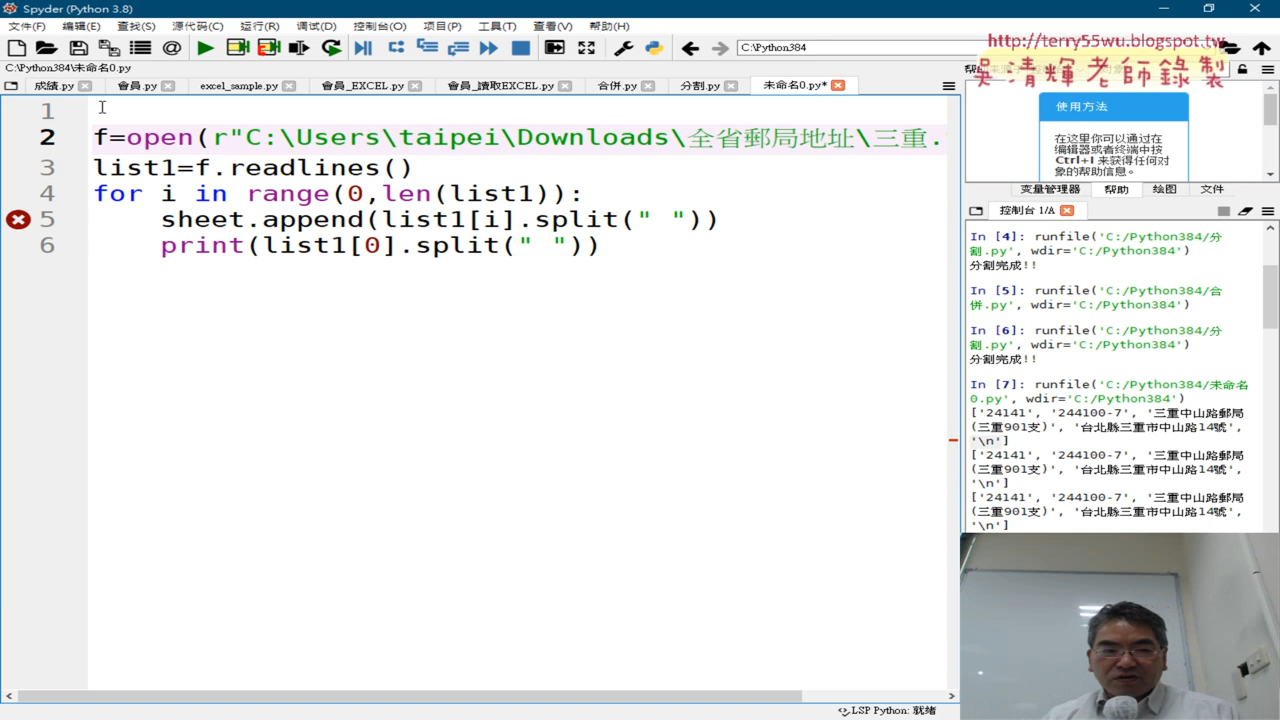 Spyder (Python 3.8)
文件(F) 编辑(E) 查找(S) 源代码(C) 运行(R) 调试(D) 控制台(O) 项目(P) 工具(T) 查看(V) 帮助(H)
C:\Python384
http://terry55wu.blogspot.tw
吳清輝老師錄製
C:\Python384\未命名0.py
成績.py 會員.py excel_sample.py 會員_EXCEL.py 會員_讀取EXCEL.py 合併.py 分割.py 未命名0.py*
1
2 f=open(r"C:\Users\taipei\Downloads\全省郵局地址\三重.
3 list1=f.readlines()
4 for i in range(0,len(list1)):
5 sheet.append(list1[i].split(" "))
6 print(list1[0].split(" "))
使用方法
在这里你可以通过在
编辑器或者终端中按
Ctrl+I 来获得任何对
象的帮助信息。
变量管理器 帮助 绘图 文件
控制台 1/A
In [4]: runfile('C:/Python384/分
割.py', wdir='C:/Python384')
分割完成!!
In [5]: runfile('C:/Python384/合
併.py', wdir='C:/Python384')
In [6]: runfile('C:/Python384/分
割.py', wdir='C:/Python384')
分割完成!!
In [7]: runfile('C:/Python384/未命名
0.py', wdir='C:/Python384')
['24141', '244100-7', '三重中山路郵局
(三重901支)', '台北縣三重市中山路14號',
'\n']
['24141', '244100-7', '三重中山路郵局
(三重901支)', '台北縣三重市中山路14號',
'\n']
['24141', '244100-7', '三重中山路郵局
(三重901支)', '台北縣三重市中山路14號',
'\n']
LSP Python: 就绪